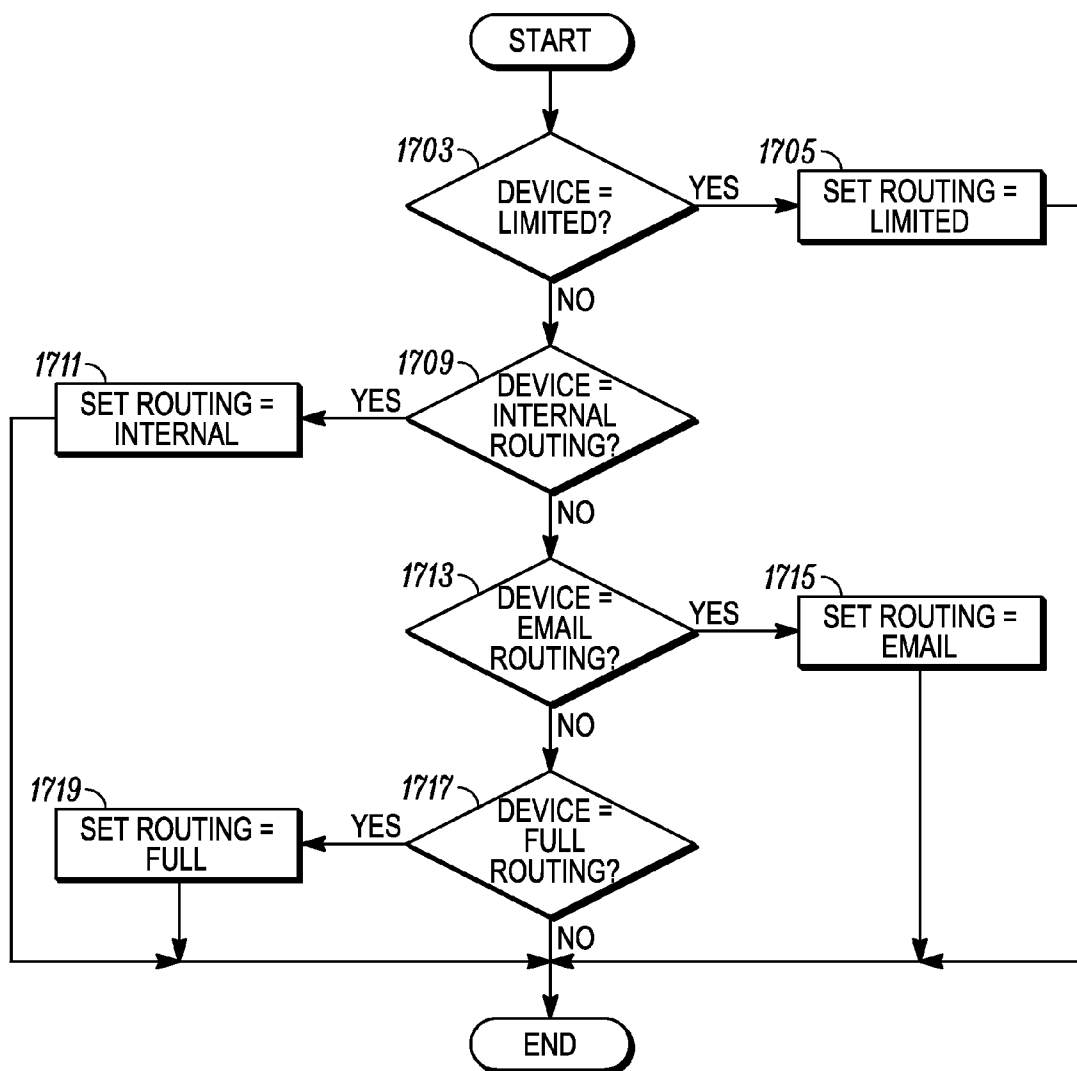 START
1703
DEVICE =
LIMITED?
YES
1705
SET ROUTING =
LIMITED
NO
1709
DEVICE =
INTERNAL
ROUTING?
YES
1711
SET ROUTING =
INTERNAL
NO
1713
DEVICE =
EMAIL
ROUTING?
YES
1715
SET ROUTING =
EMAIL
NO
1717
DEVICE =
FULL
ROUTING?
YES
1719
SET ROUTING =
FULL
NO
END